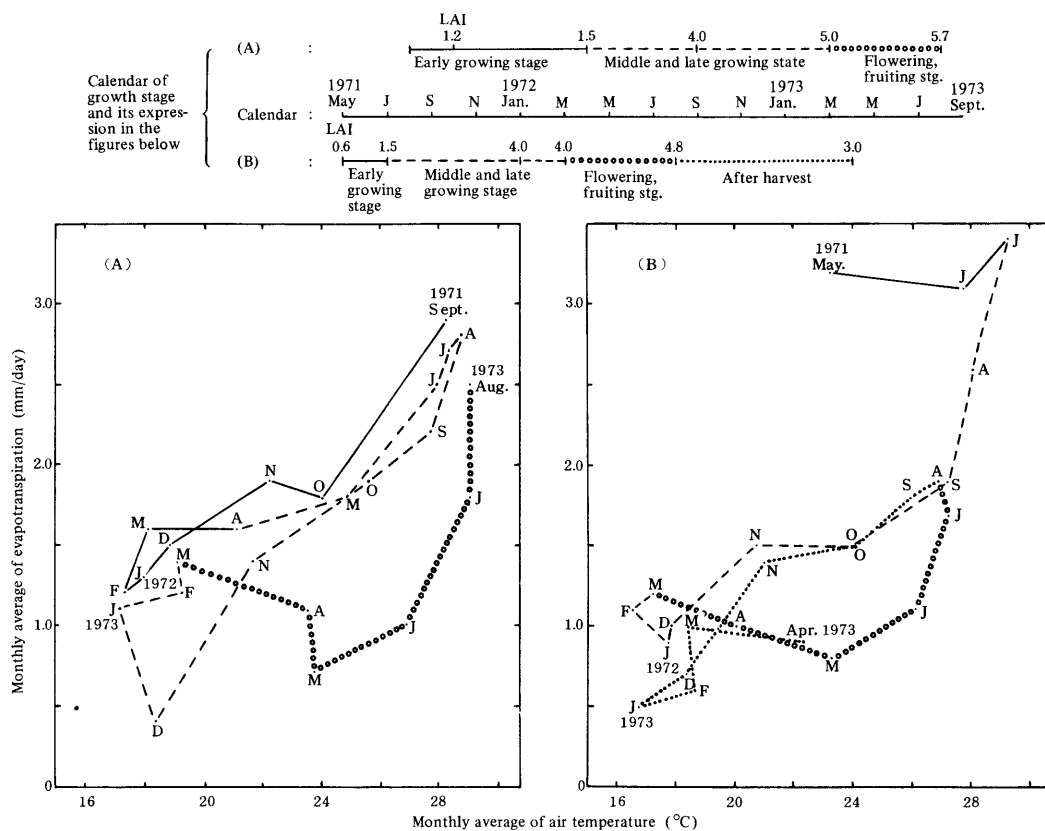 LAI
1.2 1.5 4.0 5.0 5.7
(A) :
Early growing stage Middle and late growing state Flowering,
fruiting stg.
Calendar of
growth stage
and its expres-
sion in the
figures below
1971 1972 1973 1973
May J S N Jan. M M J S N Jan. M M J Sept.
Calendar :
LAI
0.6 1.5 4.0 4.0 4.8 3.0
(B) :
Early
growing
stage
Middle and late
growing stage
Flowering,
fruiting stg.
After harvest
(A)
1971
Sept.
A
J
J
1973
Aug.
S
N
O
O
M
J
M
A
D
M
N
J
1972
F
F
J
1973
A
J
M
D
3.0
2.0
1.0
0
16 20 24 28
Monthly average of evapotranspiration (mm/day)
(B)
1971
May.
J
J
A
A
S
S
J
N
O
O
N
M
F
D
M
A
Apr. 1973
J
J
1972
M
D
F
J
1973
3.0
2.0
1.0
0
16 20 24 28
Monthly average of air temperature (°C)